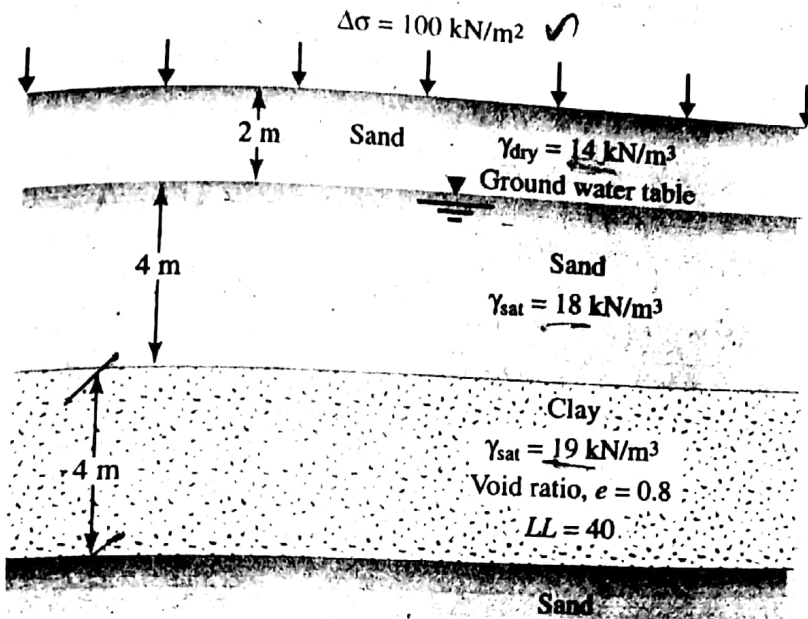 Δσ = 100 kN/m²
2 m
Sand
γdry = 14 kN/m³
Ground water table
4 m
Sand
γsat = 18 kN/m³
Clay
γsat = 19 kN/m³
4 m
Void ratio, e = 0.8
LL = 40
Sand